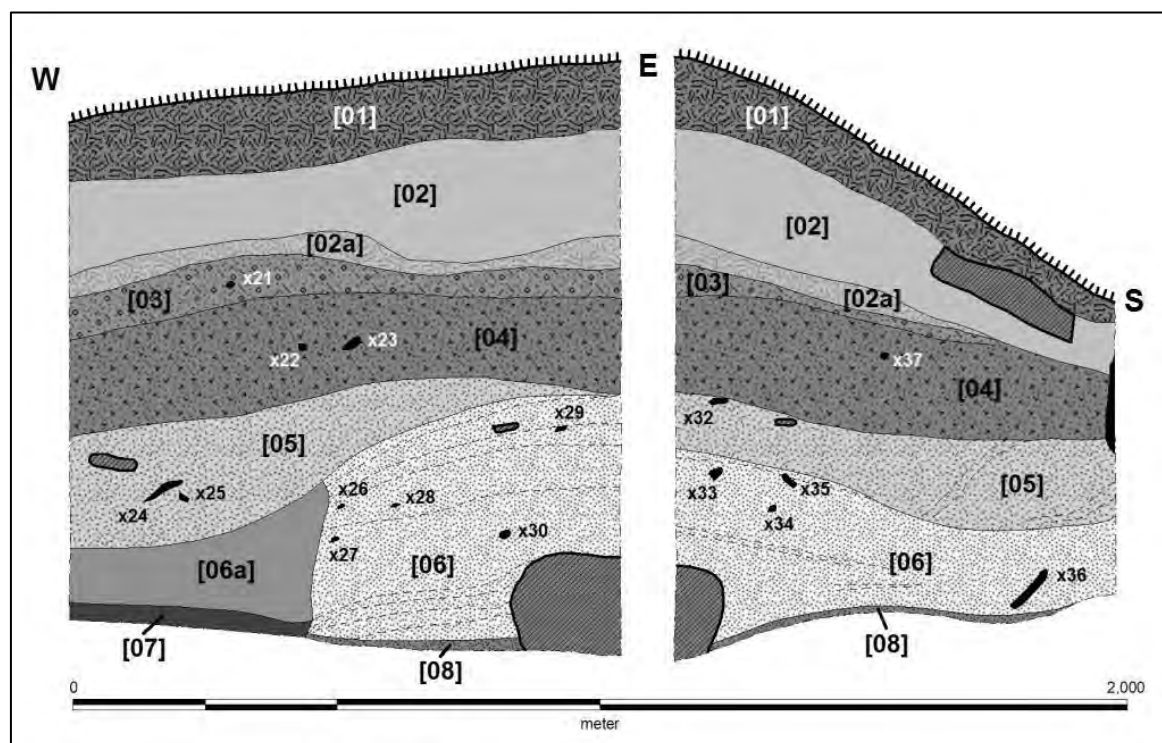 W
E
S
[01]
[01]
[02]
[02]
[02a]
[02a]
[03]
x21
[03]
x22
x23
[04]
x37
[04]
x29
x32
[05]
x24
x25
x26
x28
x33
x35
[05]
x27
x30
x34
[06a]
[06]
[06]
x36
[07]
[08]
[08]
0
2,000
meter